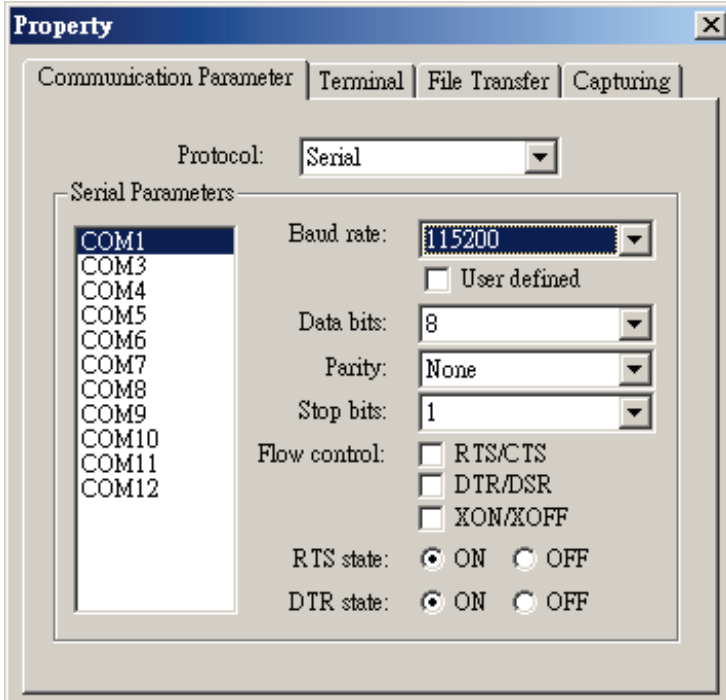 Property
Communication Parameter Terminal File Transfer Capturing
Protocol: Serial
Serial Parameters
COM1
COM3
COM4
COM5
COM6
COM7
COM8
COM9
COM10
COM11
COM12
Baud rate: 115200
User defined
Data bits: 8
Parity: None
Stop bits: 1
Flow control: RTS/CTS
DTR/DSR
XON/XOFF
RTS state: ON OFF
DTR state: ON OFF